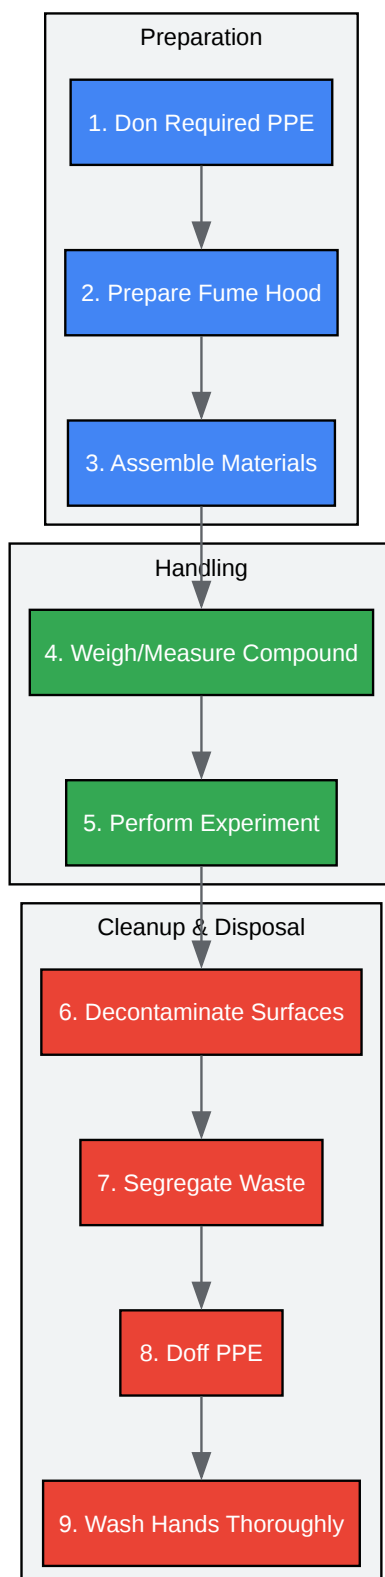 Preparation
1. Don Required PPE
2. Prepare Fume Hood
3. Assemble Materials
Handling
4. Weigh/Measure Compound
5. Perform Experiment
Cleanup & Disposal
6. Decontaminate Surfaces
7. Segregate Waste
8. Doff PPE
9. Wash Hands Thoroughly